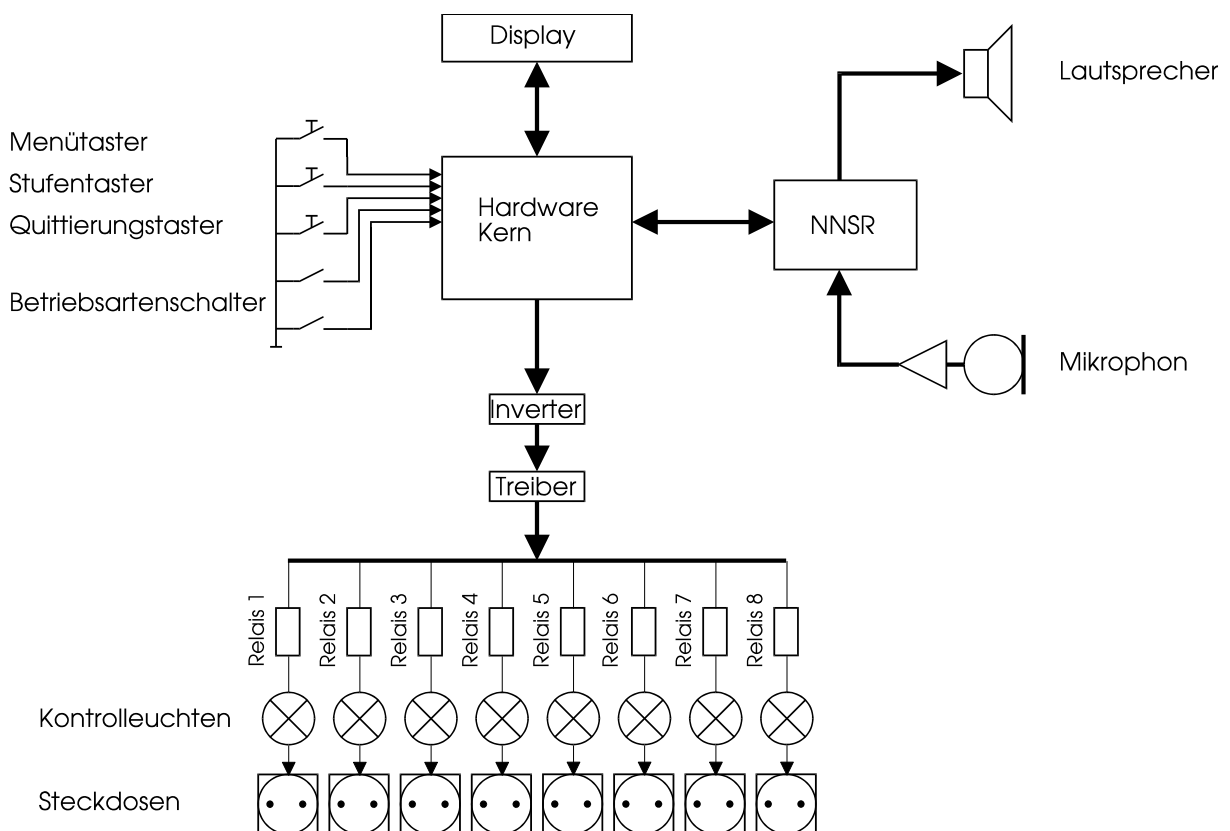 Display
Lautsprecher
Menütaster
Stufentaster
Quittierungstaster
Betriebsartenschalter
Hardware
Kern
NNSR
Mikrophon
Inverter
Treiber
Relais 1
Relais 2
Relais 3
Relais 4
Relais 5
Relais 6
Relais 7
Relais 8
Kontrolleuchten
Steckdosen